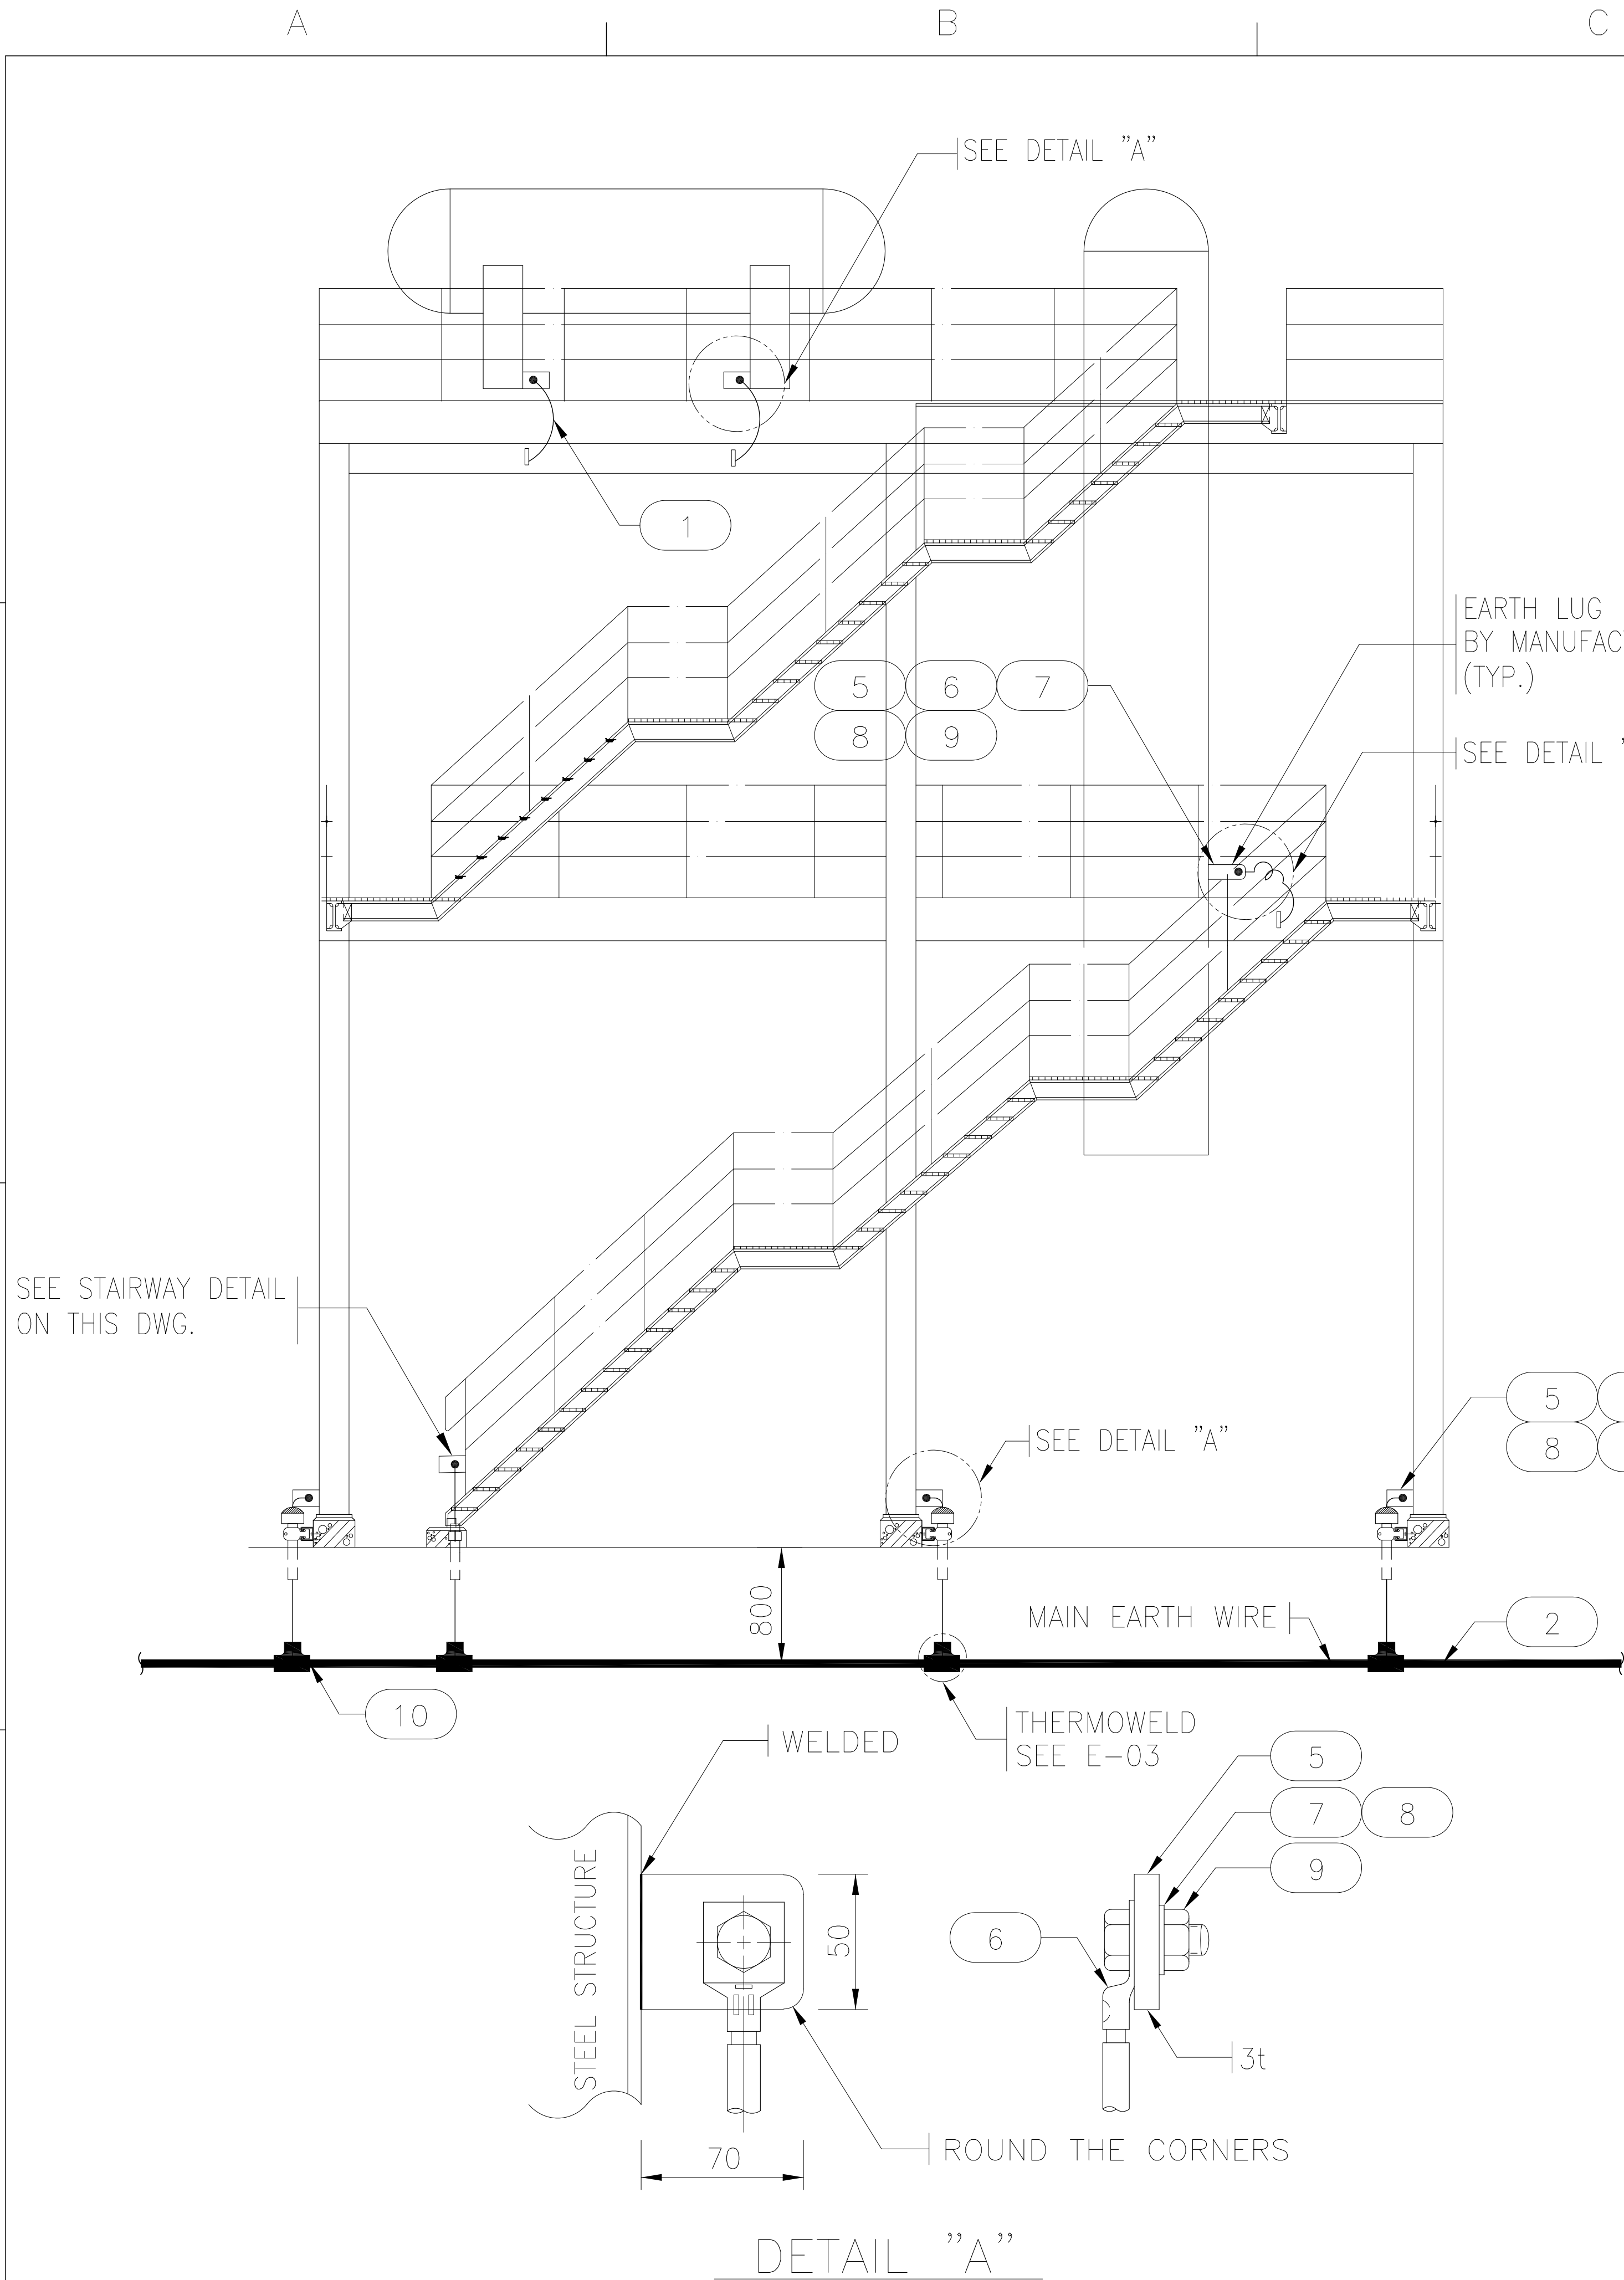 A
B
C
SEE DETAIL "A"
1
EARTH LUG
BY
(TYP.)
5 6 7
8 9
SEE DETAIL
SEE STAIRWAY DETAIL
ON THIS DWG.
5
8
SEE DETAIL "A"
800
MAIN EARTH WIRE
2
10
THERMOWELD
SEE E-03
WELDED
5
7 8
9
STEEL STRUCTURE
50
6
3t
ROUND THE CORNERS
70
DETAIL "A"